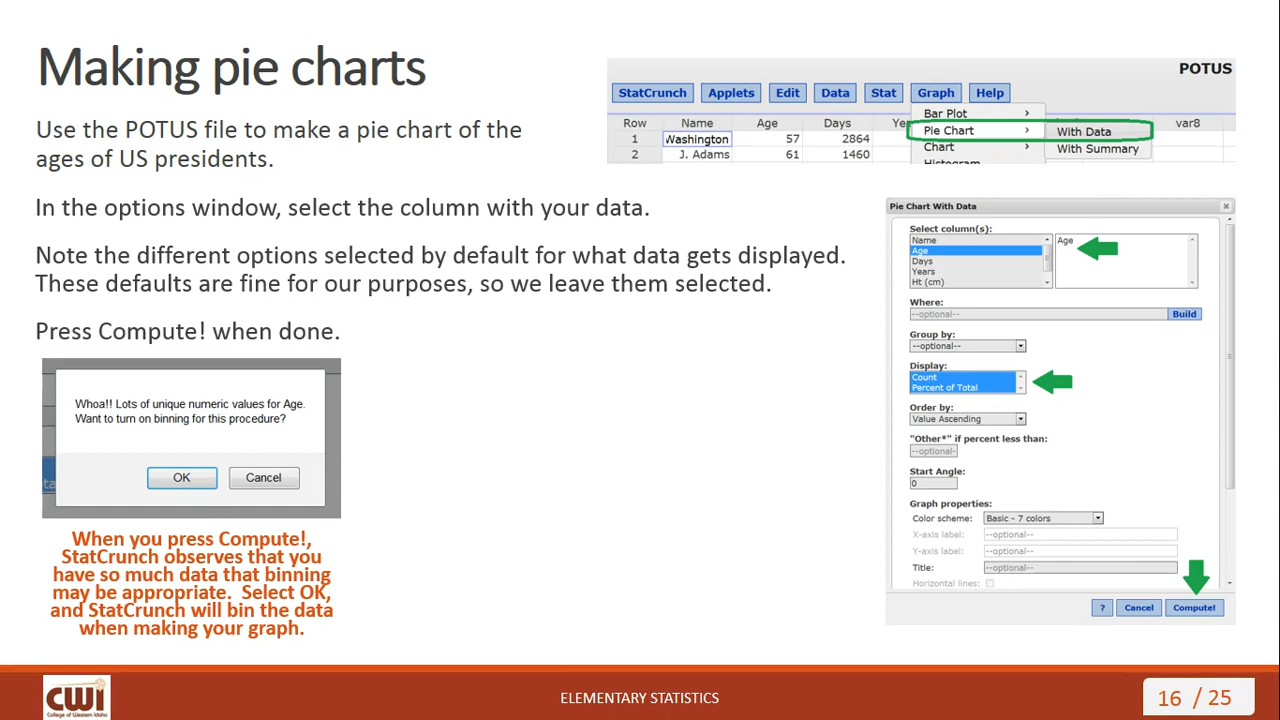 Making pie charts
Use the POTUS file to make a pie chart of the
ages of US presidents.
In the options window, select the column with your data.
Note the different options selected by default for what data gets displayed.
These defaults are fine for our purposes, so we leave them selected.
Press Compute! when done.
Whoa!! Lots of unique numeric values for Age.
Want to turn on binning for this procedure?
OK Cancel
When you press Compute!,
StatCrunch observes that you
have so much data that binning
may be appropriate. Select OK,
and StatCrunch will bin the data
when making your graph.
POTUS
StatCrunch Applets Edit Data Stat Graph Help
Row Name Age Days var8
1 Washington 57 2864
2 J. Adams 61 1460
Bar Plot ›
Pie Chart › With Data
Chart › With Summary
Histogram
Pie Chart With Data
Select column(s):
Name
Age
Days
Years
Ht (cm)
Age
Where:
--optional-- Build
Group by:
--optional--
Display:
Count
Percent of Total
Order by:
Value Ascending
"Other*" if percent less than:
--optional-
Start Angle:
0
Graph properties:
Color scheme: Basic - 7 colors
X-axis label: --optional--
Y-axis label: --optional--
Title: --optional--
Horizontal lines:
? Cancel Compute!
CWI
College of Western Idaho
ELEMENTARY STATISTICS
16 / 25